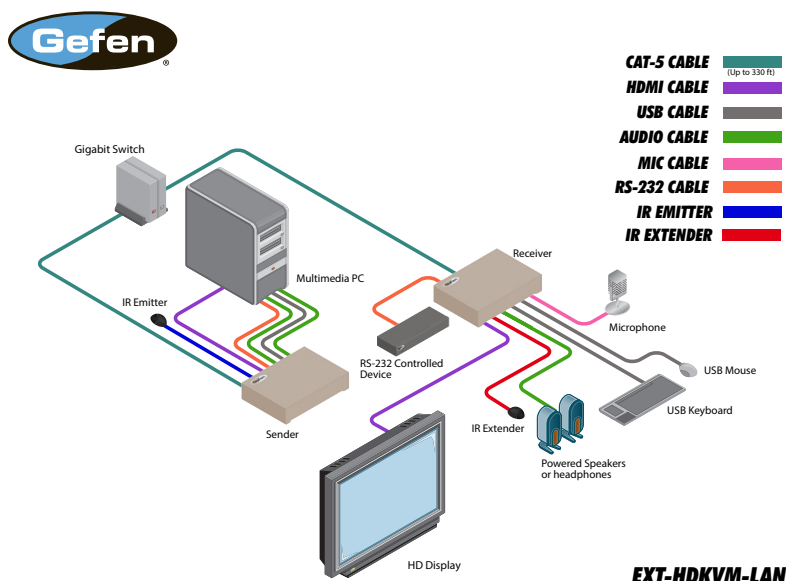 Gefen
®
CAT-5 CABLE
(Up to 330 ft)
HDMI CABLE
USB CABLE
AUDIO CABLE
MIC CABLE
RS-232 CABLE
IR EMITTER
IR EXTENDER
Gigabit Switch
Receiver
Multimedia PC
IR Emitter
Microphone
RS-232 Controlled
Device
USB Mouse
USB Keyboard
IR Extender
Sender
Powered Speakers
or headphones
HD Display
EXT-HDKVM-LAN